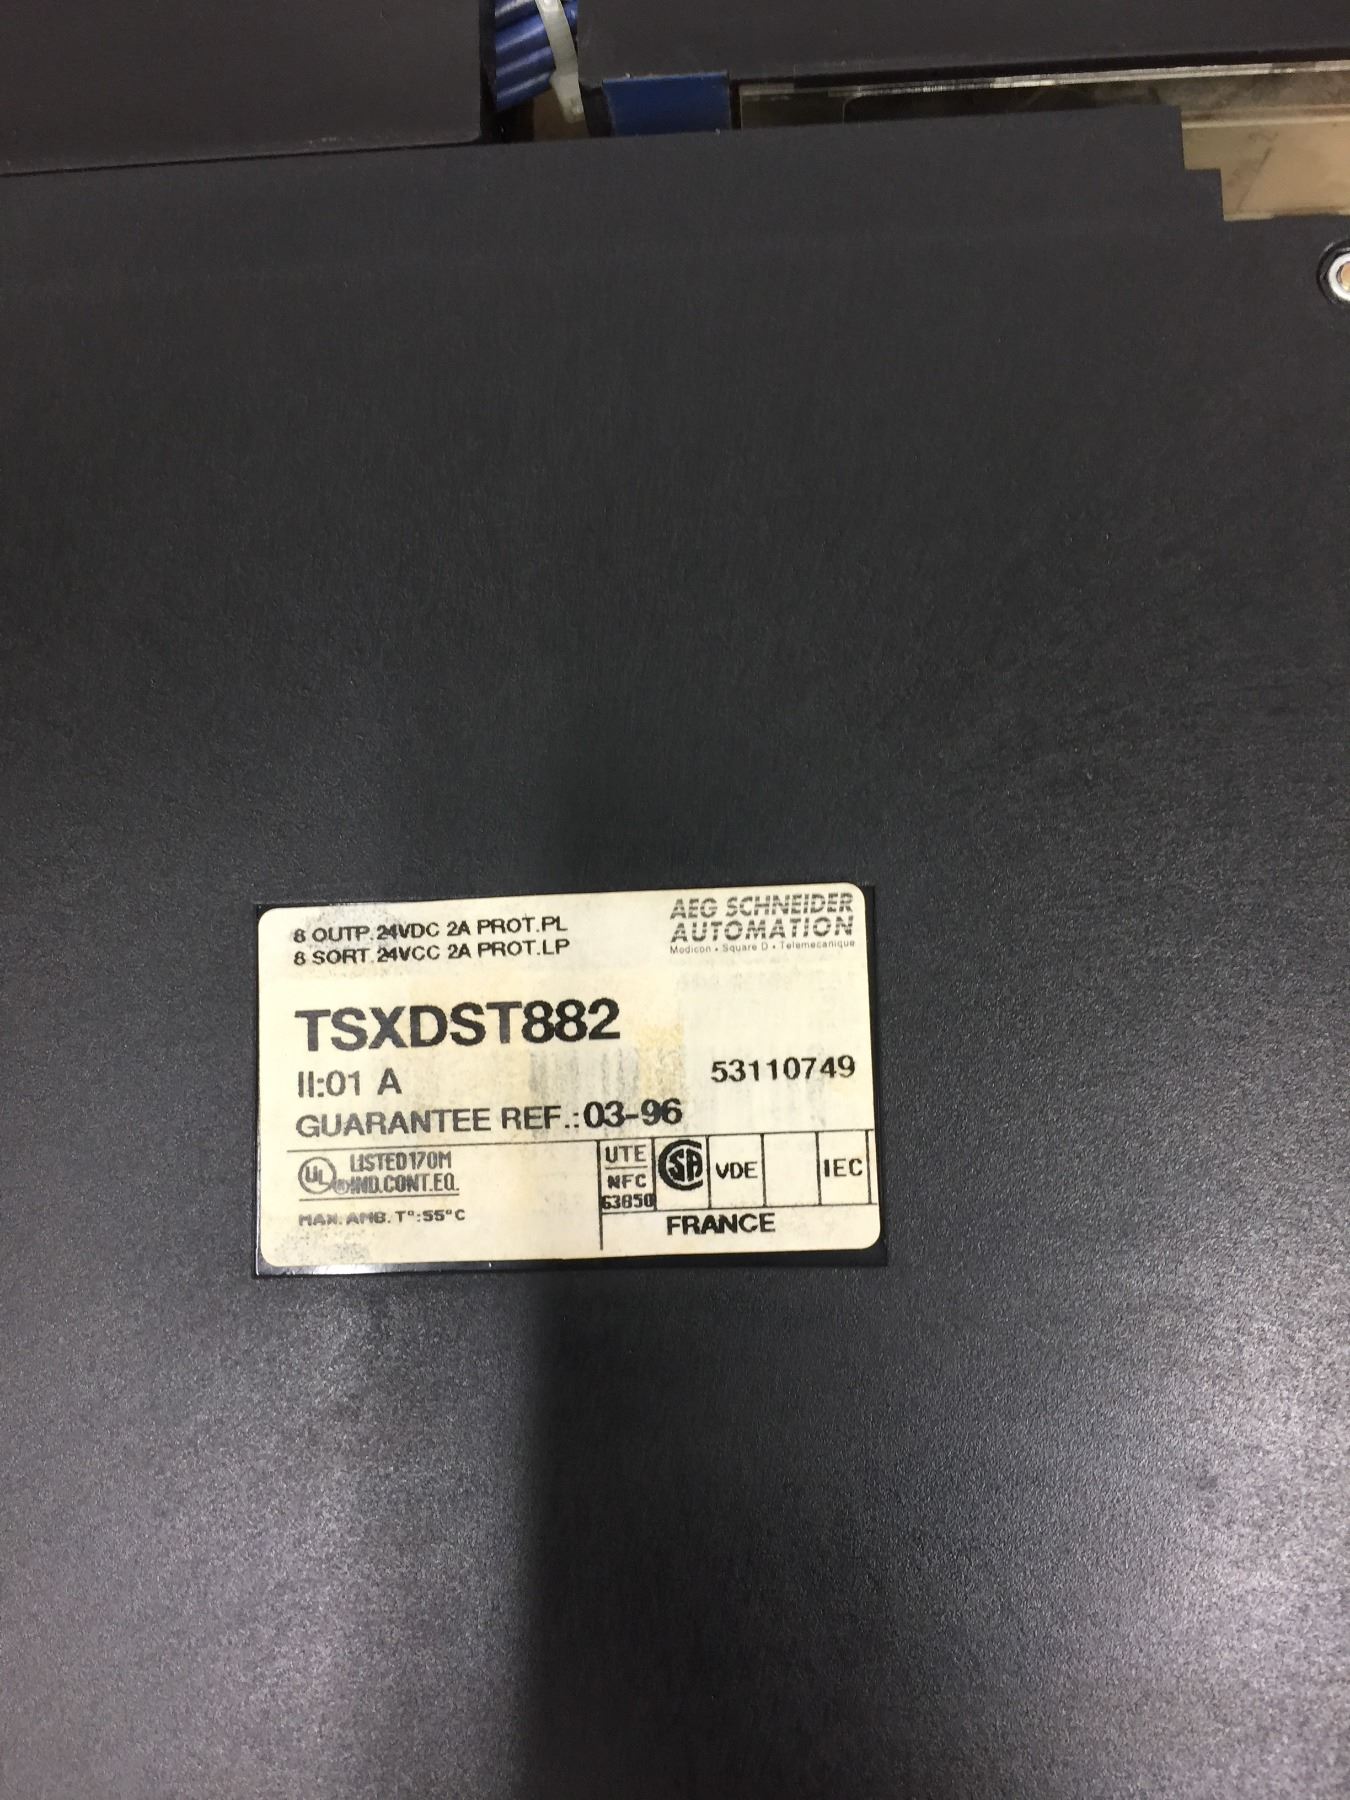 8 OUTP.24VDC 2A PROT.PL
8 SORT.24VCC 2A PROT.LP
AEG SCHNEIDER
AUTOMATION
Modicon • Square D • Telemecanique
TSXDST882
II:01 A
53110749
GUARANTEE REF.:03-96
UL
LISTED170M
IND.CONT.EQ.
MAX. AMB. T°:55°C
UTE
NFC
63850
SA
VDE
IEC
FRANCE